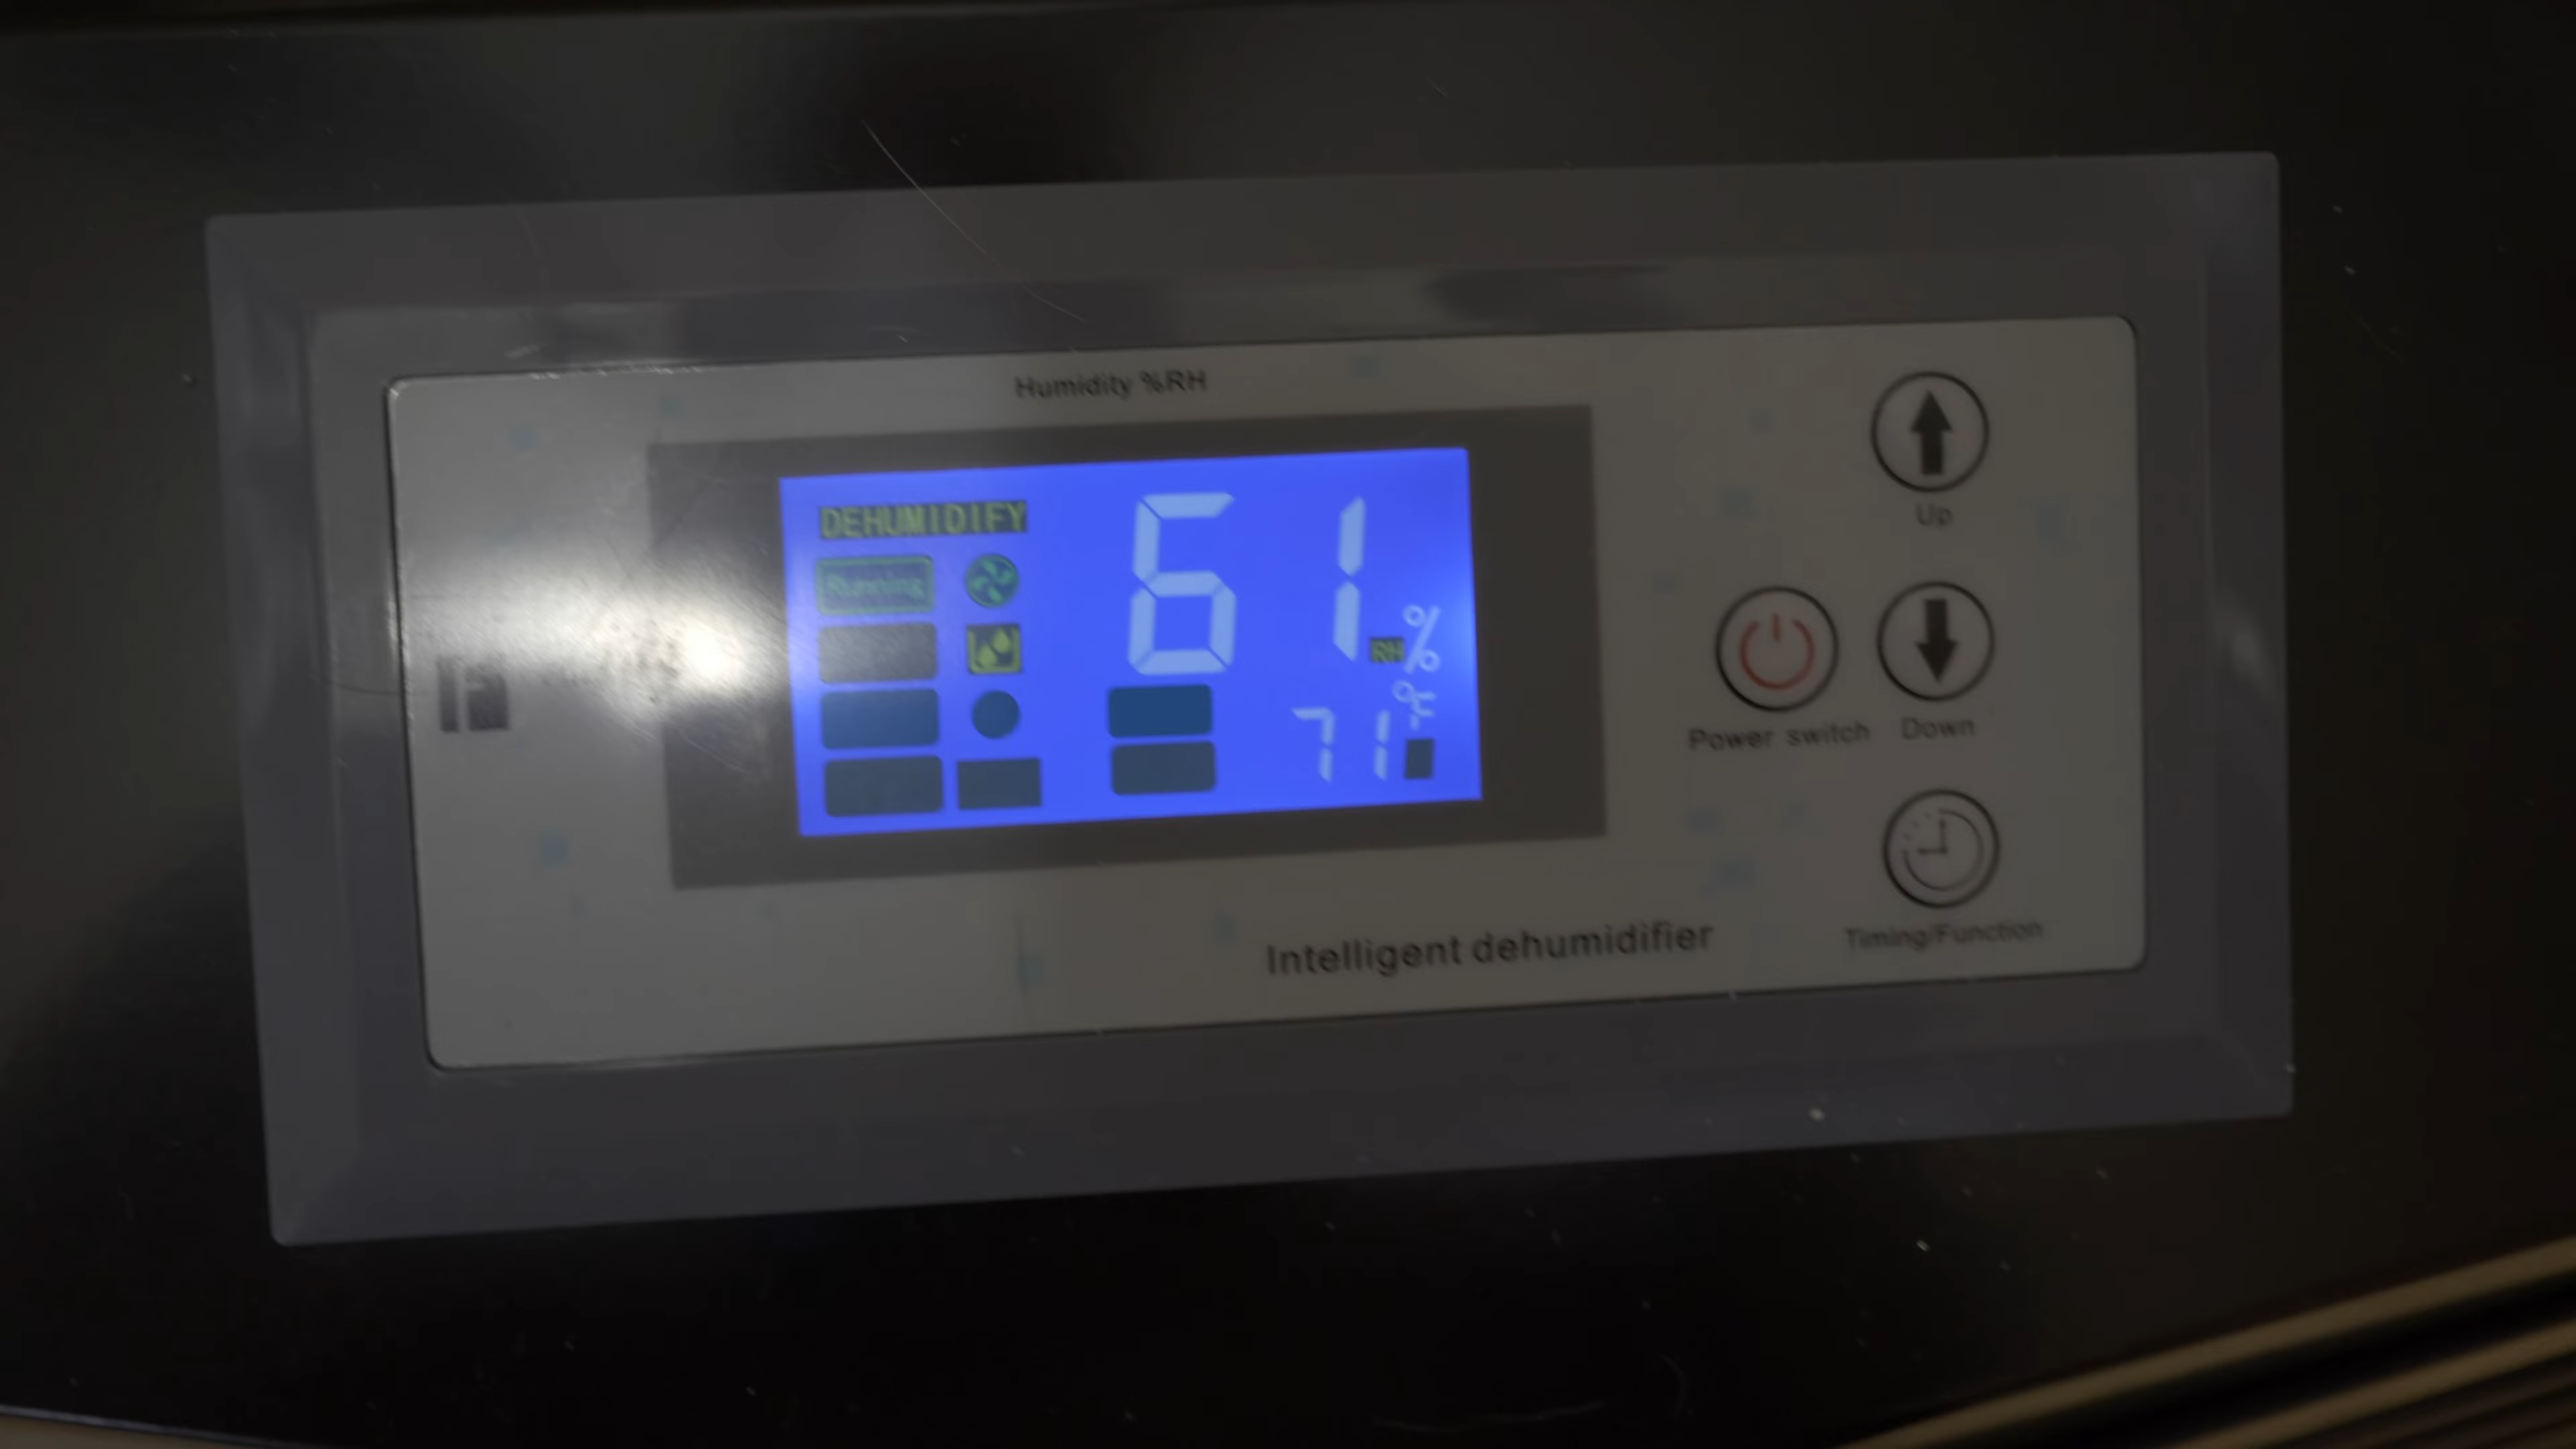 Humidity %RH
DEHUMIDIFY
Running
61
RH %
71 °F
Up
Power switch
Down
Timing/Function
Intelligent dehumidifier